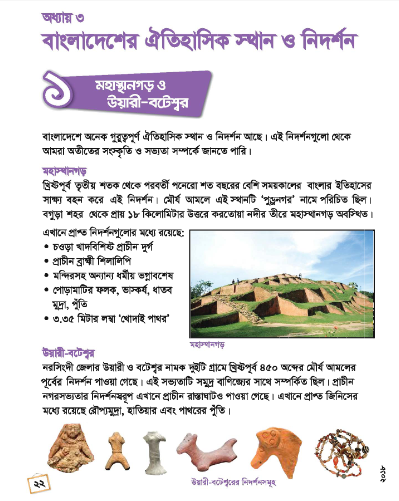 অধ্যায় ৩
বাংলাদেশের ঐতিহাসিক স্থান ও নিদর্শন
১
মহাস্থানগড় ও
উয়ারী-বটেশ্বর
বাংলাদেশে অনেক গুরুত্বপূর্ণ ঐতিহাসিক স্থান ও নিদর্শন আছে। এই নিদর্শনগুলো থেকে
আমরা অতীতের সংস্কৃতি ও সভ্যতা সম্পর্কে জানতে পারি।
মহাস্থানগড়
খ্রিষ্টপূর্ব তৃতীয় শতক থেকে পরবর্তী পনেরো শত বছরের বেশি সময়কালের বাংলার ইতিহাসের
সাক্ষ্য বহন করে এই নিদর্শন। মৌর্য আমলে এই স্থানটি ‘পুন্ড্রনগর’ নামে পরিচিত ছিল।
বগুড়া শহর থেকে প্রায় ১৮ কিলোমিটার উত্তরে করতোয়া নদীর তীরে মহাস্থানগড় অবস্থিত।
এখানে প্রাপ্ত নিদর্শনগুলোর মধ্যে রয়েছে:
• চওড়া খাদবিশিষ্ট প্রাচীন দুর্গ
• প্রাচীন ব্রাহ্মী শিলালিপি
• মন্দিরসহ অন্যান্য ধর্মীয় ভগ্নাবশেষ
• পোড়ামাটির ফলক, ভাস্কর্য, ধাতব
মুদ্রা, পুঁতি
• ৩.৩৫ মিটার লম্বা ‘খোদাই পাথর’
মহাস্থানগড়
উয়ারী-বটেশ্বর
নরসিংদী জেলার উয়ারী ও বটেশ্বর নামক দুইটি গ্রামে খ্রিষ্টপূর্ব ৪৫০ অব্দের মৌর্য আমলের
পূর্বের নিদর্শন পাওয়া গেছে। এই সভ্যতাটি সমুদ্র বাণিজ্যের সাথে সম্পর্কিত ছিল। প্রাচীন
নগরসভ্যতার নিদর্শনস্বরূপ এখানে প্রাচীন রাস্তাঘাটও পাওয়া গেছে। এখানে প্রাপ্ত জিনিসের
মধ্যে রয়েছে রৌপ্যমুদ্রা, হাতিয়ার এবং পাথরের পুঁতি।
উয়ারী-বটেশ্বরের নিদর্শনসমূহ
২২
২০১৮